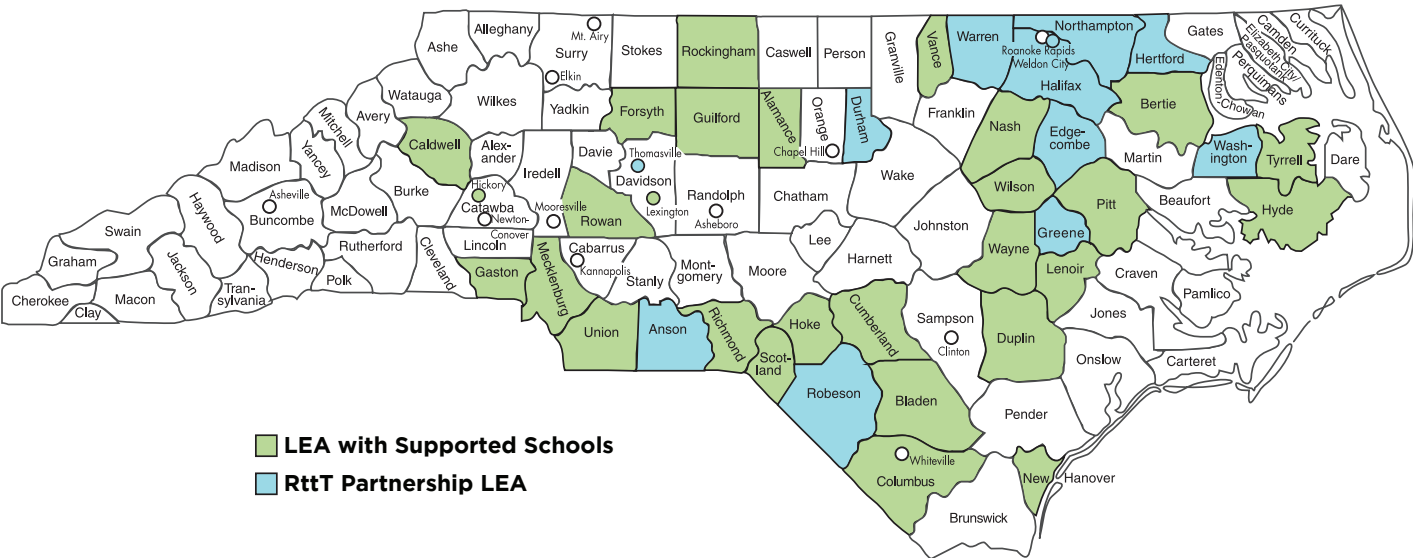 Ashe
Alleghany
Mt. Airy
Surry
Elkin
Stokes
Rockingham
Caswell
Person
Granville
Vance
Warren
Northampton
Roanoke Rapids
Weldon City
Hertford
Halifax
Gates
Camden
Currituck
Elizabeth City/
Pasquotank
Perquimans
Edenton-Chowan
Bertie
Watauga
Wilkes
Yadkin
Forsyth
Guilford
Alamance
Orange
Chapel Hill
Durham
Franklin
Nash
Edge-
combe
Martin
Wash-
ington
Tyrrell
Dare
Mitchell
Avery
Yancey
Caldwell
Alex-
ander
Iredell
Davie
Thomasville
Davidson
Lexington
Randolph
Asheboro
Chatham
Wake
Wilson
Pitt
Beaufort
Hyde
Madison
Asheville
Buncombe
McDowell
Burke
Hickory
Catawba
Newton-
Conover
Mooresville
Rowan
Johnston
Greene
Wayne
Haywood
Swain
Graham
Jackson
Henderson
Rutherford
Polk
Cleveland
Lincoln
Gaston
Mecklenburg
Cabarrus
Kannapolis
Stanly
Mont-
gomery
Moore
Lee
Harnett
Lenoir
Craven
Pamlico
Cherokee
Clay
Macon
Tran-
sylvania
Union
Anson
Richmond
Scot-
land
Hoke
Cumberland
Sampson
Clinton
Duplin
Jones
Onslow
Carteret
Robeson
Bladen
Pender
Whiteville
Columbus
New Hanover
Brunswick
LEA with Supported Schools
RttT Partnership LEA